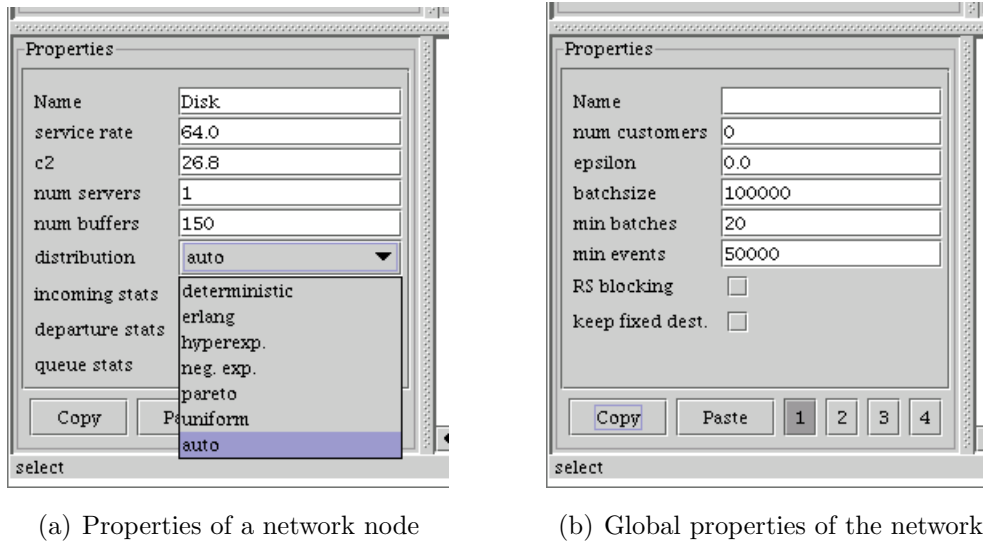 Properties
Name Disk
service rate 64.0
c2 26.8
num servers 1
num buffers 150
distribution auto
incoming stats deterministic
erlang
departure stats
hyperexp.
queue stats neg. exp.
pareto
Copy uniform
auto
select
(a) Properties of a network node
Properties
Name
num customers 0
epsilon 0.0
batchsize 100000
min batches 20
min events 50000
RS blocking
keep fixed dest.
Copy Paste 1 2 3 4
select
(b) Global properties of the network